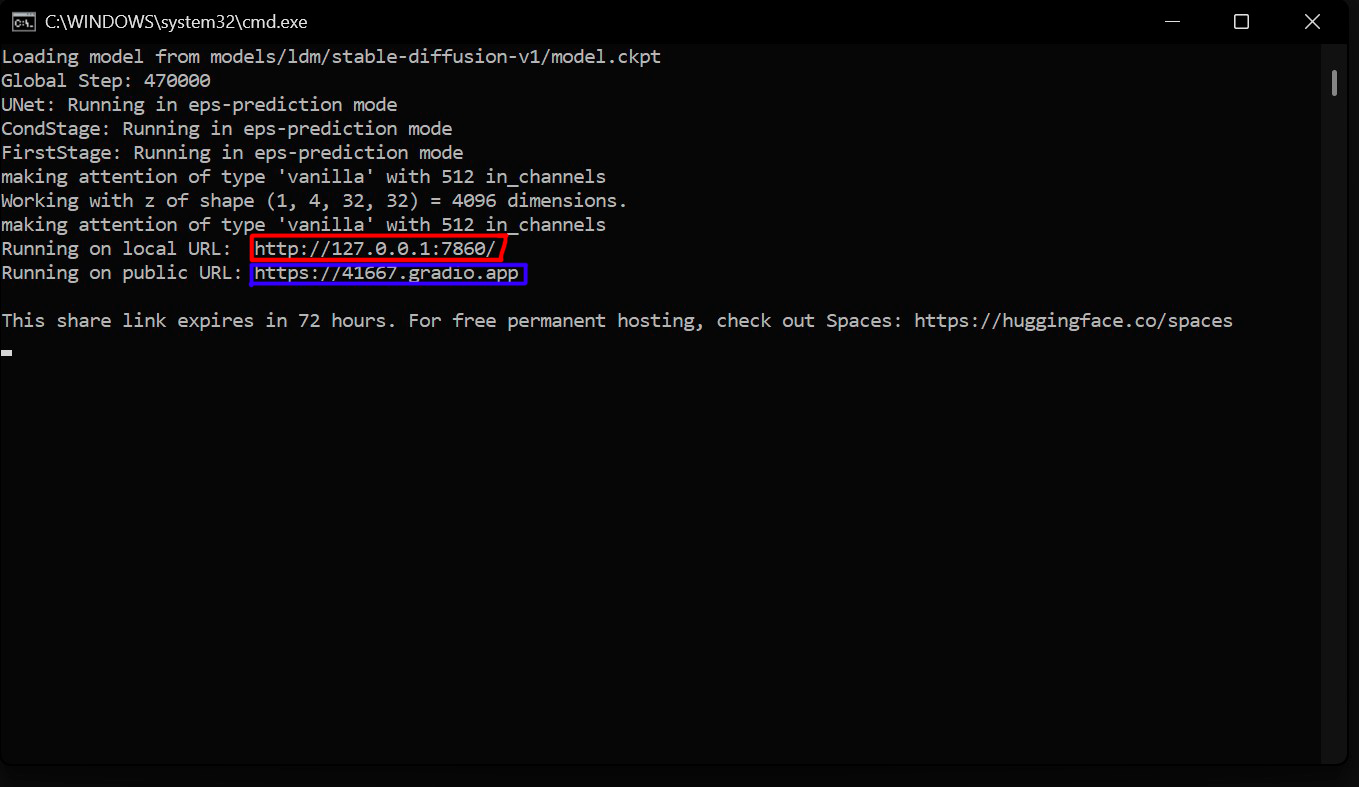 C:\WINDOWS\system32\cmd.exe
Loading model from models/ldm/stable-diffusion-v1/model.ckpt
Global Step: 470000
UNet: Running in eps-prediction mode
CondStage: Running in eps-prediction mode
FirstStage: Running in eps-prediction mode
making attention of type 'vanilla' with 512 in_channels
Working with z of shape (1, 4, 32, 32) = 4096 dimensions.
making attention of type 'vanilla' with 512 in_channels
Running on local URL:  http://127.0.0.1:7860/
Running on public URL: https://41667.gradio.app
This share link expires in 72 hours. For free permanent hosting, check out Spaces: https://huggingface.co/spaces